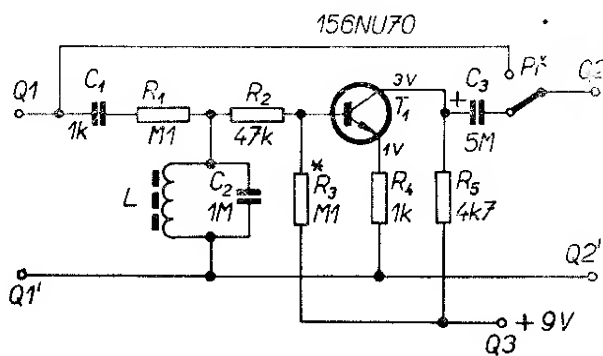 156NU70
Př*
Q1
C1
R1
R2
3V
T1
C3
Q2
+
1k
M1
47k
1V
5M
L
C2
1M
*
R3
M1
R4
1k
R5
4k7
Q1'
Q2'
+9V
Q3